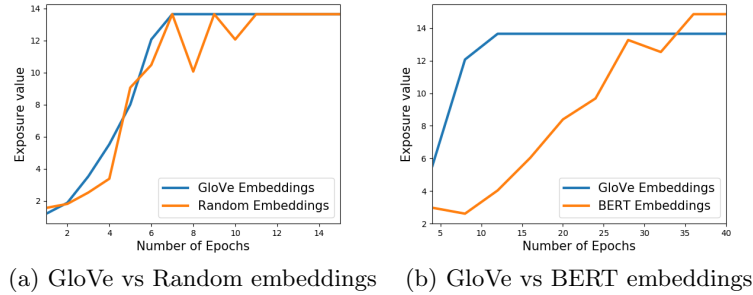 14
12
10
8
6
4
2
Exposure value
2 4 6 8 10 12 14
Number of Epochs
GloVe Embeddings
Random Embeddings
(a) GloVe vs Random embeddings
14
12
10
8
6
4
2
Exposure value
5 10 15 20 25 30 35 40
Number of Epochs
GloVe Embeddings
BERT Embeddings
(b) GloVe vs BERT embeddings